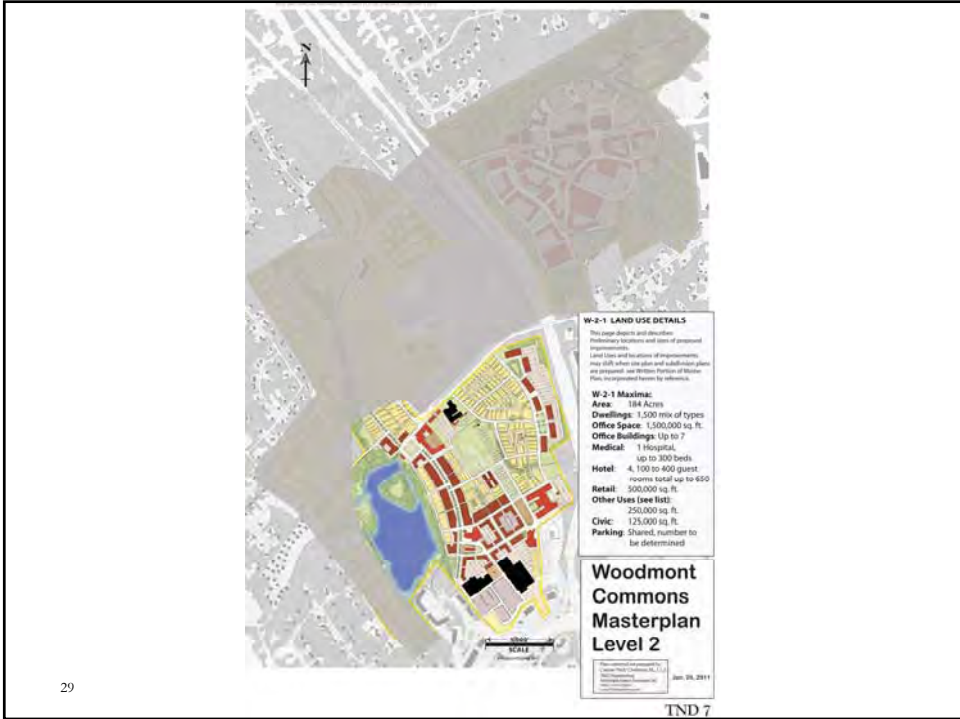 N
W-2-1 LAND USE DETAILS
This page depicts and describes
Preliminary locations and sizes of proposed
improvements.
Land Uses and locations of improvements
may shift when site plan and subdivision plans
are prepared see Written Portion of Master
Plan, incorporated herein by reference.
W-2-1 Maxima:
Area: 184 Acres
Dwellings: 1,500 mix of types
Office Space: 1,500,000 sq. ft.
Office Buildings: Up to 7
Medical: 1 Hospital,
up to 300 beds
Hotel: 4, 100 to 400 guest
rooms total up to 650
Retail: 500,000 sq. ft.
Other Uses (see list):
250,000 sq. ft.
Civic: 125,000 sq. ft.
Parking: Shared, number to
be determined
SCALE
Woodmont
Commons
Masterplan
Level 2
Jan. 2011
29
TND 7